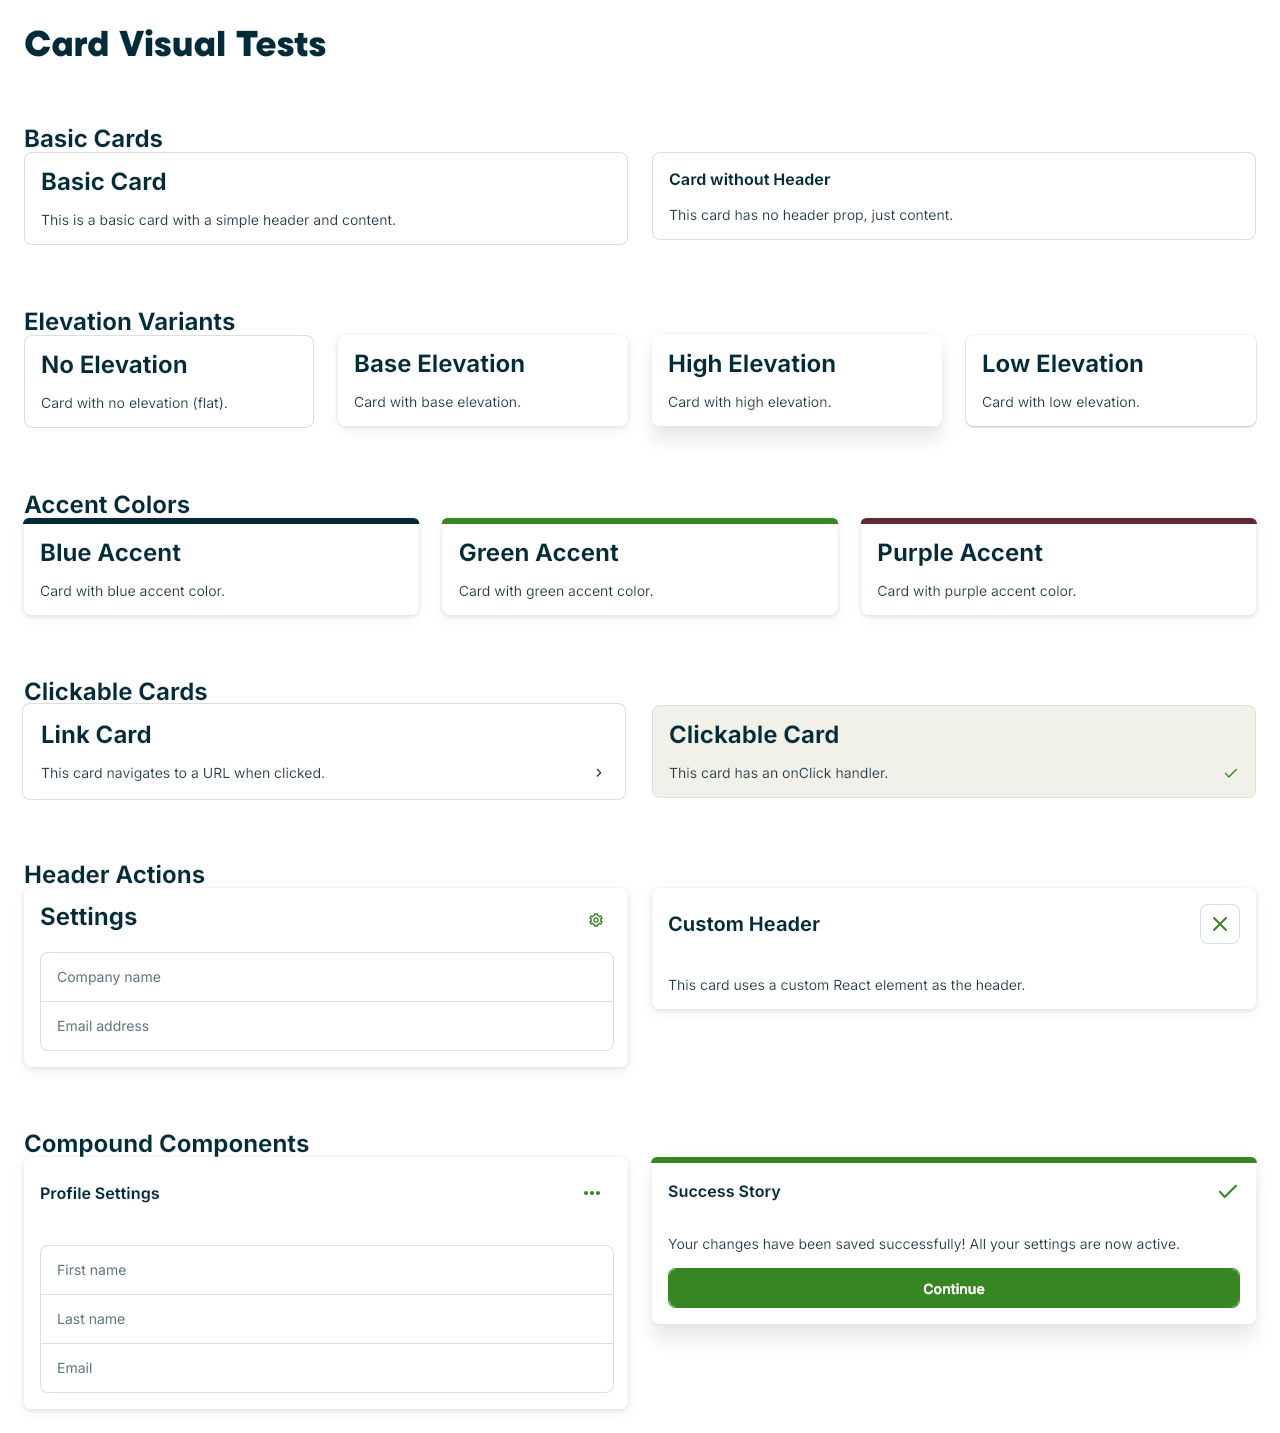 Card Visual Tests
Basic Cards
Basic Card
This is a basic card with a simple header and content.
Card without Header
This card has no header prop, just content.
Elevation Variants
No Elevation
Card with no elevation (flat).
Base Elevation
Card with base elevation.
High Elevation
Card with high elevation.
Low Elevation
Card with low elevation.
Accent Colors
Blue Accent
Card with blue accent color.
Green Accent
Card with green accent color.
Purple Accent
Card with purple accent color.
Clickable Cards
Link Card
This card navigates to a URL when clicked.
Clickable Card
This card has an onClick handler.
Header Actions
Settings
Company name
Email address
Custom Header
This card uses a custom React element as the header.
Compound Components
Profile Settings
First name
Last name
Email
Success Story
Your changes have been saved successfully! All your settings are now active.
Continue